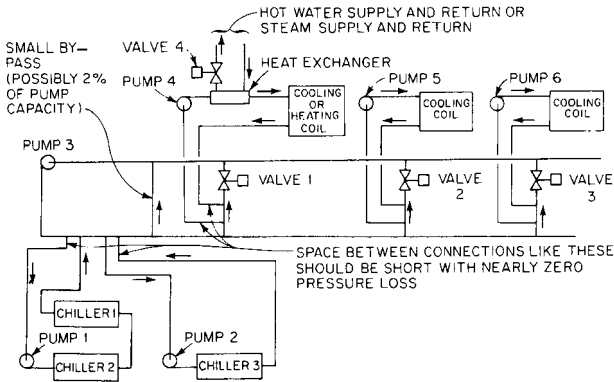 HOT WATER SUPPLY AND RETURN OR
STEAM SUPPLY AND RETURN
SMALL BY-
PASS
(POSSIBLY 2%
OF PUMP
CAPACITY)
VALVE 4
HEAT EXCHANGER
PUMP 4
COOLING
OR
HEATING
COIL
PUMP 5
COOLING
COIL
PUMP 6
COOLING
COIL
PUMP 3
VALVE 1
VALVE
2
VALVE
3
SPACE BETWEEN CONNECTIONS LIKE THESE
SHOULD BE SHORT WITH NEARLY ZERO
PRESSURE LOSS
CHILLER 1
PUMP 1
CHILLER 2
PUMP 2
CHILLER 3